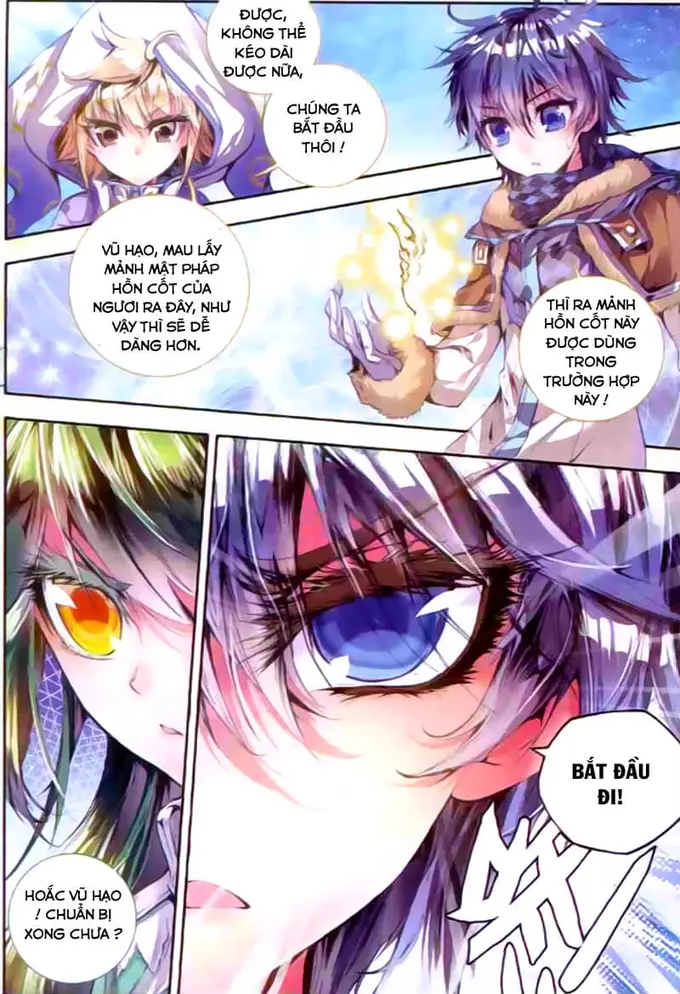 ĐƯỢC,
KHÔNG THỂ
KÉO DÀI
ĐƯỢC NỮA,
CHÚNG TA
BẮT ĐẦU
THÔI !
VŨ HẠO, MAU LẤY
MẢNH MẬT PHÁP
HỒN CỐT CỦA
NGƯƠI RA ĐÂY, NHƯ
VẬY THÌ SẼ DỄ
DÀNG HƠN.
THÌ RA MẢNH
HỒN CỐT NÀY
ĐƯỢC DÙNG
TRONG
TRƯỜNG HỢP
NÀY !
BẮT ĐẦU
ĐI!
HOẮC VŨ HẠO
! CHUẨN BỊ
XONG CHƯA ?